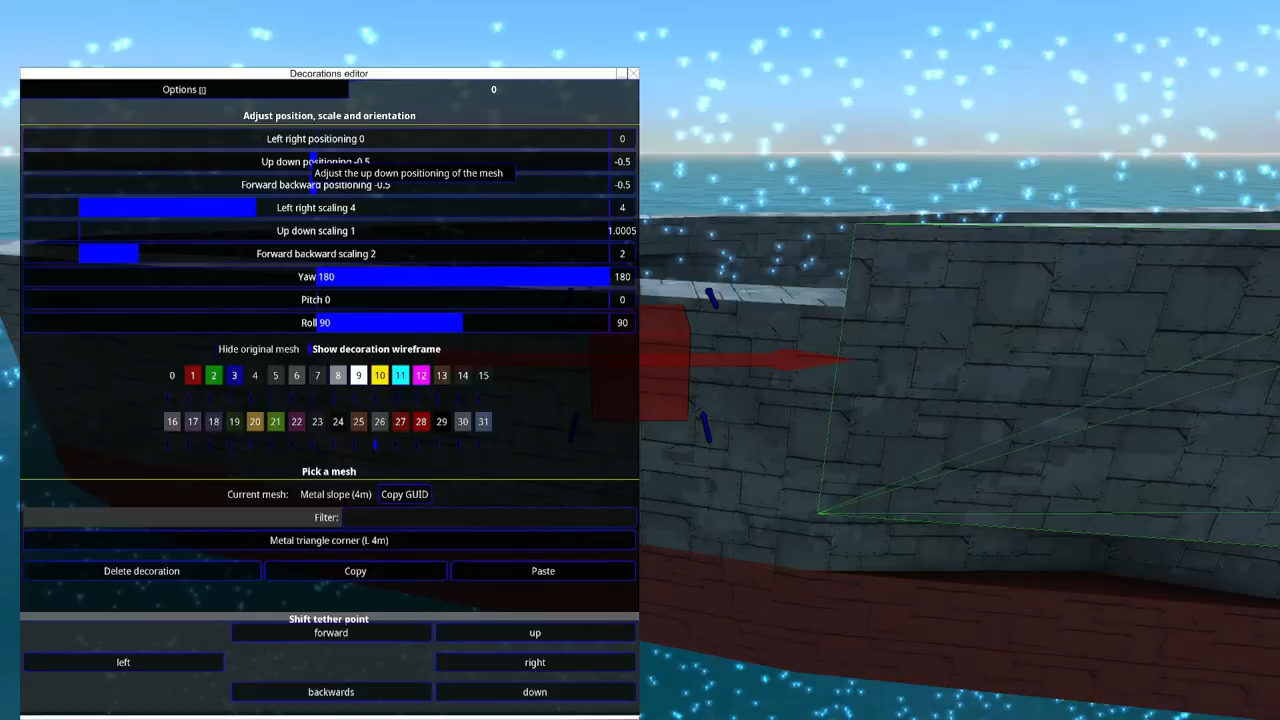 Decorations editor
Options [] 0
Adjust position, scale and orientation
Left right positioning 0 0
Up down positioning -0.5 -0.5
Adjust the up down positioning of the mesh
Forward backward positioning -0.5 -0.5
Left right scaling 4 4
Up down scaling 1 1.0005
Forward backward scaling 2 2
Yaw 180 180
Pitch 0 0
Roll 90 90
Hide original mesh Show decoration wireframe
0 1 2 3 4 5 6 7 8 9 10 11 12 13 14 15
16 17 18 19 20 21 22 23 24 25 26 27 28 29 30 31
Pick a mesh
Current mesh: Metal slope (4m) Copy GUID
Filter:
Metal triangle corner (L 4m)
Delete decoration Copy Paste
Shift tether point
forward up
left right
backwards down